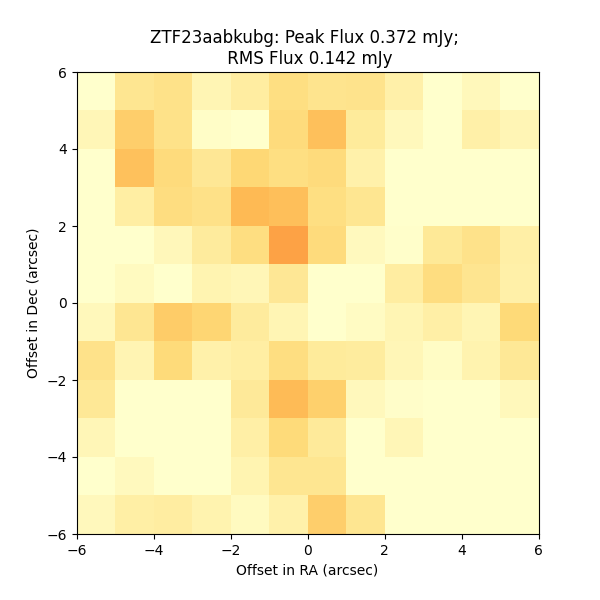 ZTF23aabkubg: Peak Flux 0.372 mJy;
RMS Flux 0.142 mJy
6
4
2
0
−2
−4
−6
Offset in Dec (arcsec)
−6 −4 −2 0 2 4 6
Offset in RA (arcsec)